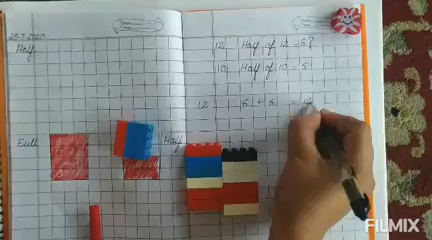 28-7-2020
Half
12 Half of 12 = 6?
10 Half of 10 = 5
12 6 + 6 = 12
Full Half
FILMIX